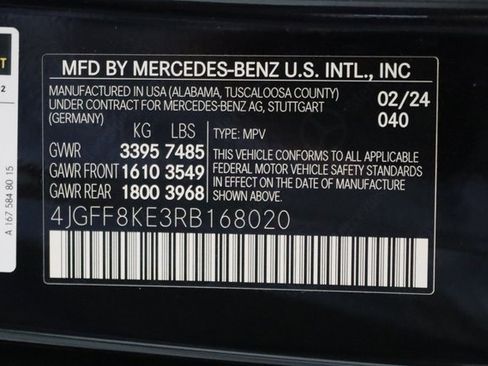 MFD BY MERCEDES-BENZ U.S. INTL., INC
MANUFACTURED IN USA (ALABAMA, TUSCALOOSA COUNTY)
UNDER CONTRACT FOR MERCEDES-BENZ AG, STUTTGART
(GERMANY)
02/24
040
KG LBS
GVWR 3395 7485
GAWR FRONT 1610 3549
GAWR REAR 1800 3968
TYPE: MPV
THIS VEHICLE CONFORMS TO ALL APPLICABLE
FEDERAL MOTOR VEHICLE SAFETY STANDARDS
IN EFFECT ON THE DATE OF MANUFACTURE
SHOWN ABOVE.
4JGFF8KE3RB168020
A 167 584 80 15